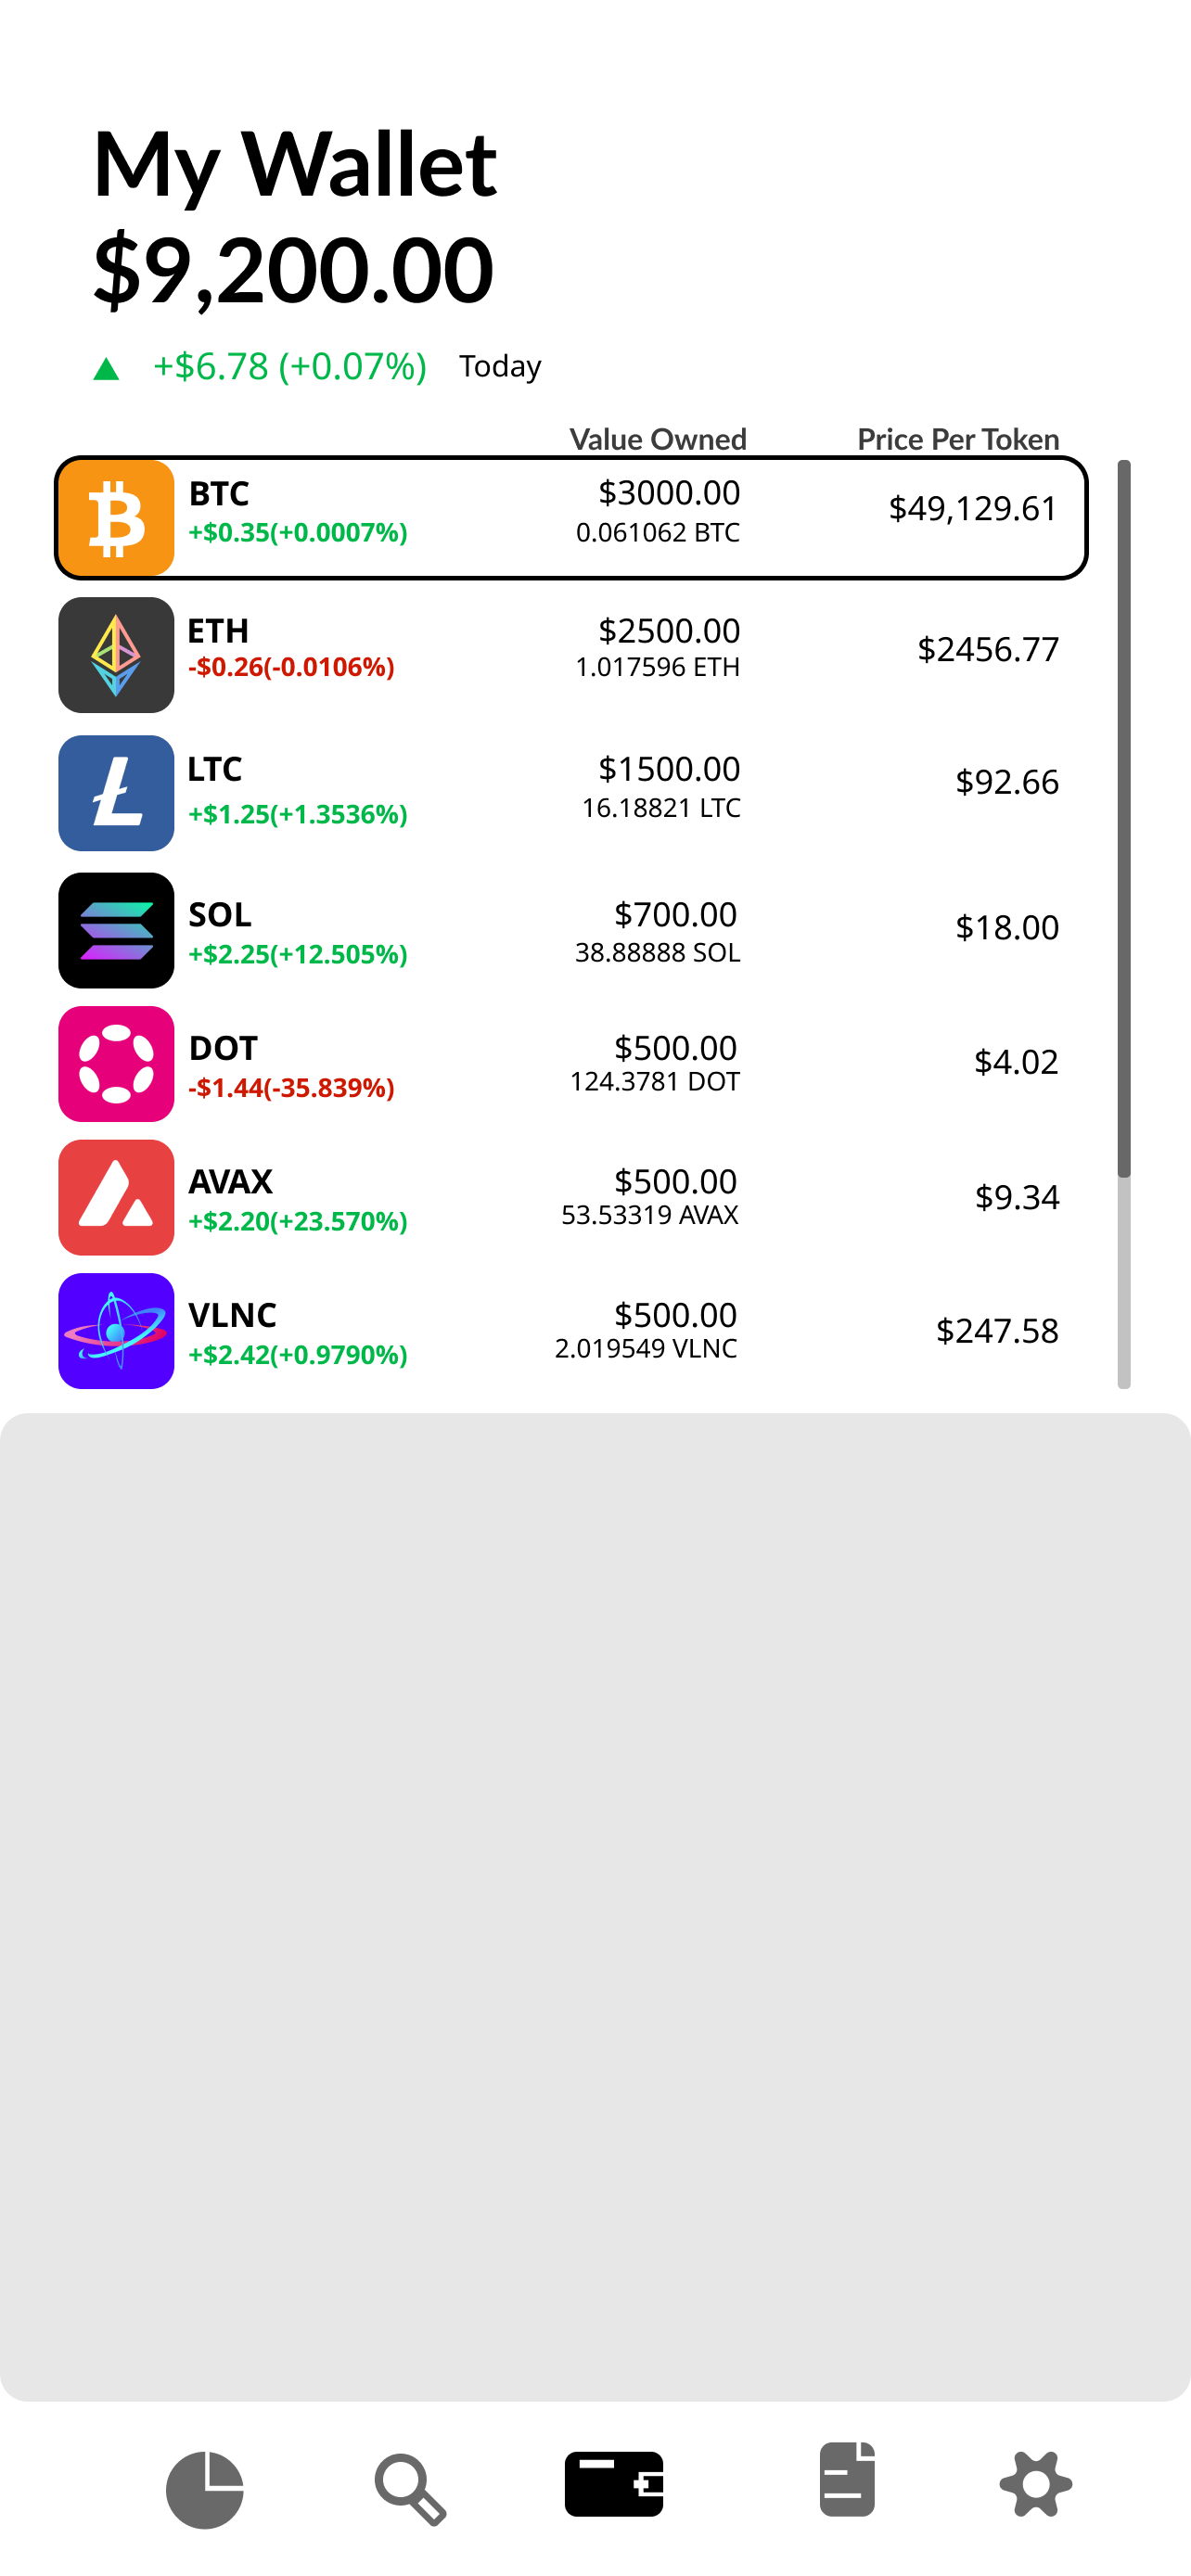 My Wallet
$9,200.00
+$6.78 (+0.07%) Today
Value Owned Price Per Token
BTC $3000.00 $49,129.61
+$0.35(+0.0007%) 0.061062 BTC
ETH $2500.00 $2456.77
-$0.26(-0.0106%) 1.017596 ETH
LTC $1500.00 $92.66
+$1.25(+1.3536%) 16.18821 LTC
SOL $700.00 $18.00
+$2.25(+12.505%) 38.88888 SOL
DOT $500.00 $4.02
-$1.44(-35.839%) 124.3781 DOT
AVAX $500.00 $9.34
+$2.20(+23.570%) 53.53319 AVAX
VLNC $500.00 $247.58
+$2.42(+0.9790%) 2.019549 VLNC